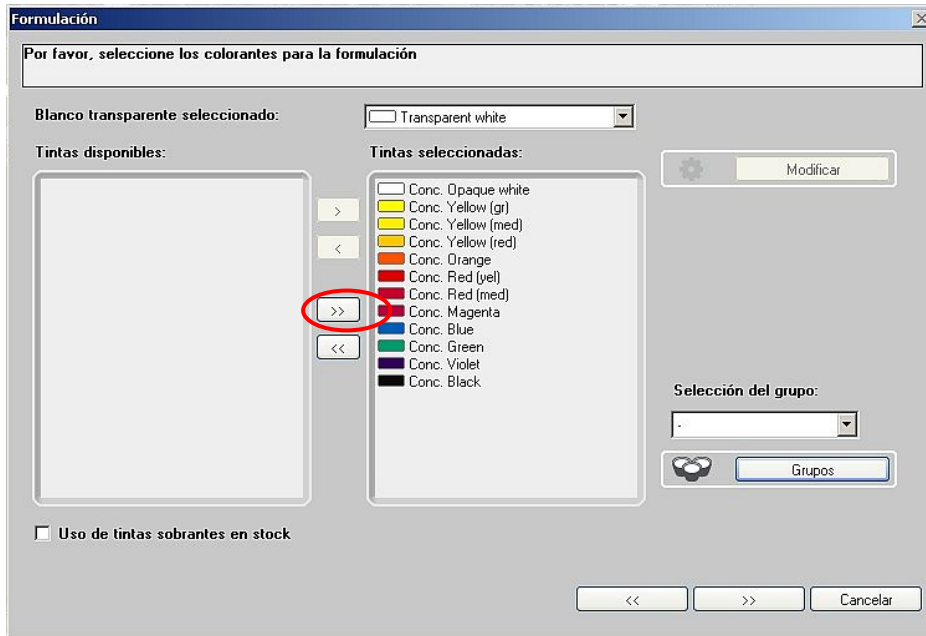 Formulación
Por favor, seleccione los colorantes para la formulación
Blanco transparente seleccionado:
Transparent white
Tintas disponibles:
Tintas seleccionadas:
Modificar
>
<
>>
<<
Conc. Opaque white
Conc. Yellow (gr)
Conc. Yellow (med)
Conc. Yellow (red)
Conc. Orange
Conc. Red (yel)
Conc. Red (med)
Conc. Magenta
Conc. Blue
Conc. Green
Conc. Violet
Conc. Black
Selección del grupo:
-
Grupos
Uso de tintas sobrantes en stock
<<
>>
Cancelar